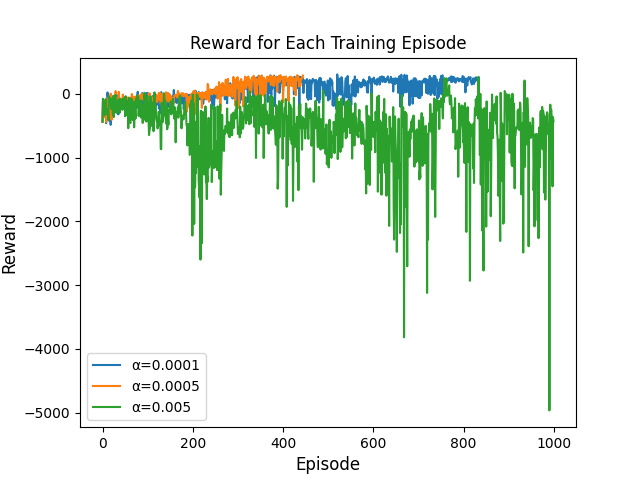 Reward for Each Training Episode
Reward
0
−1000
−2000
−3000
−4000
−5000
α=0.0001
α=0.0005
α=0.005
0 200 400 600 800 1000
Episode